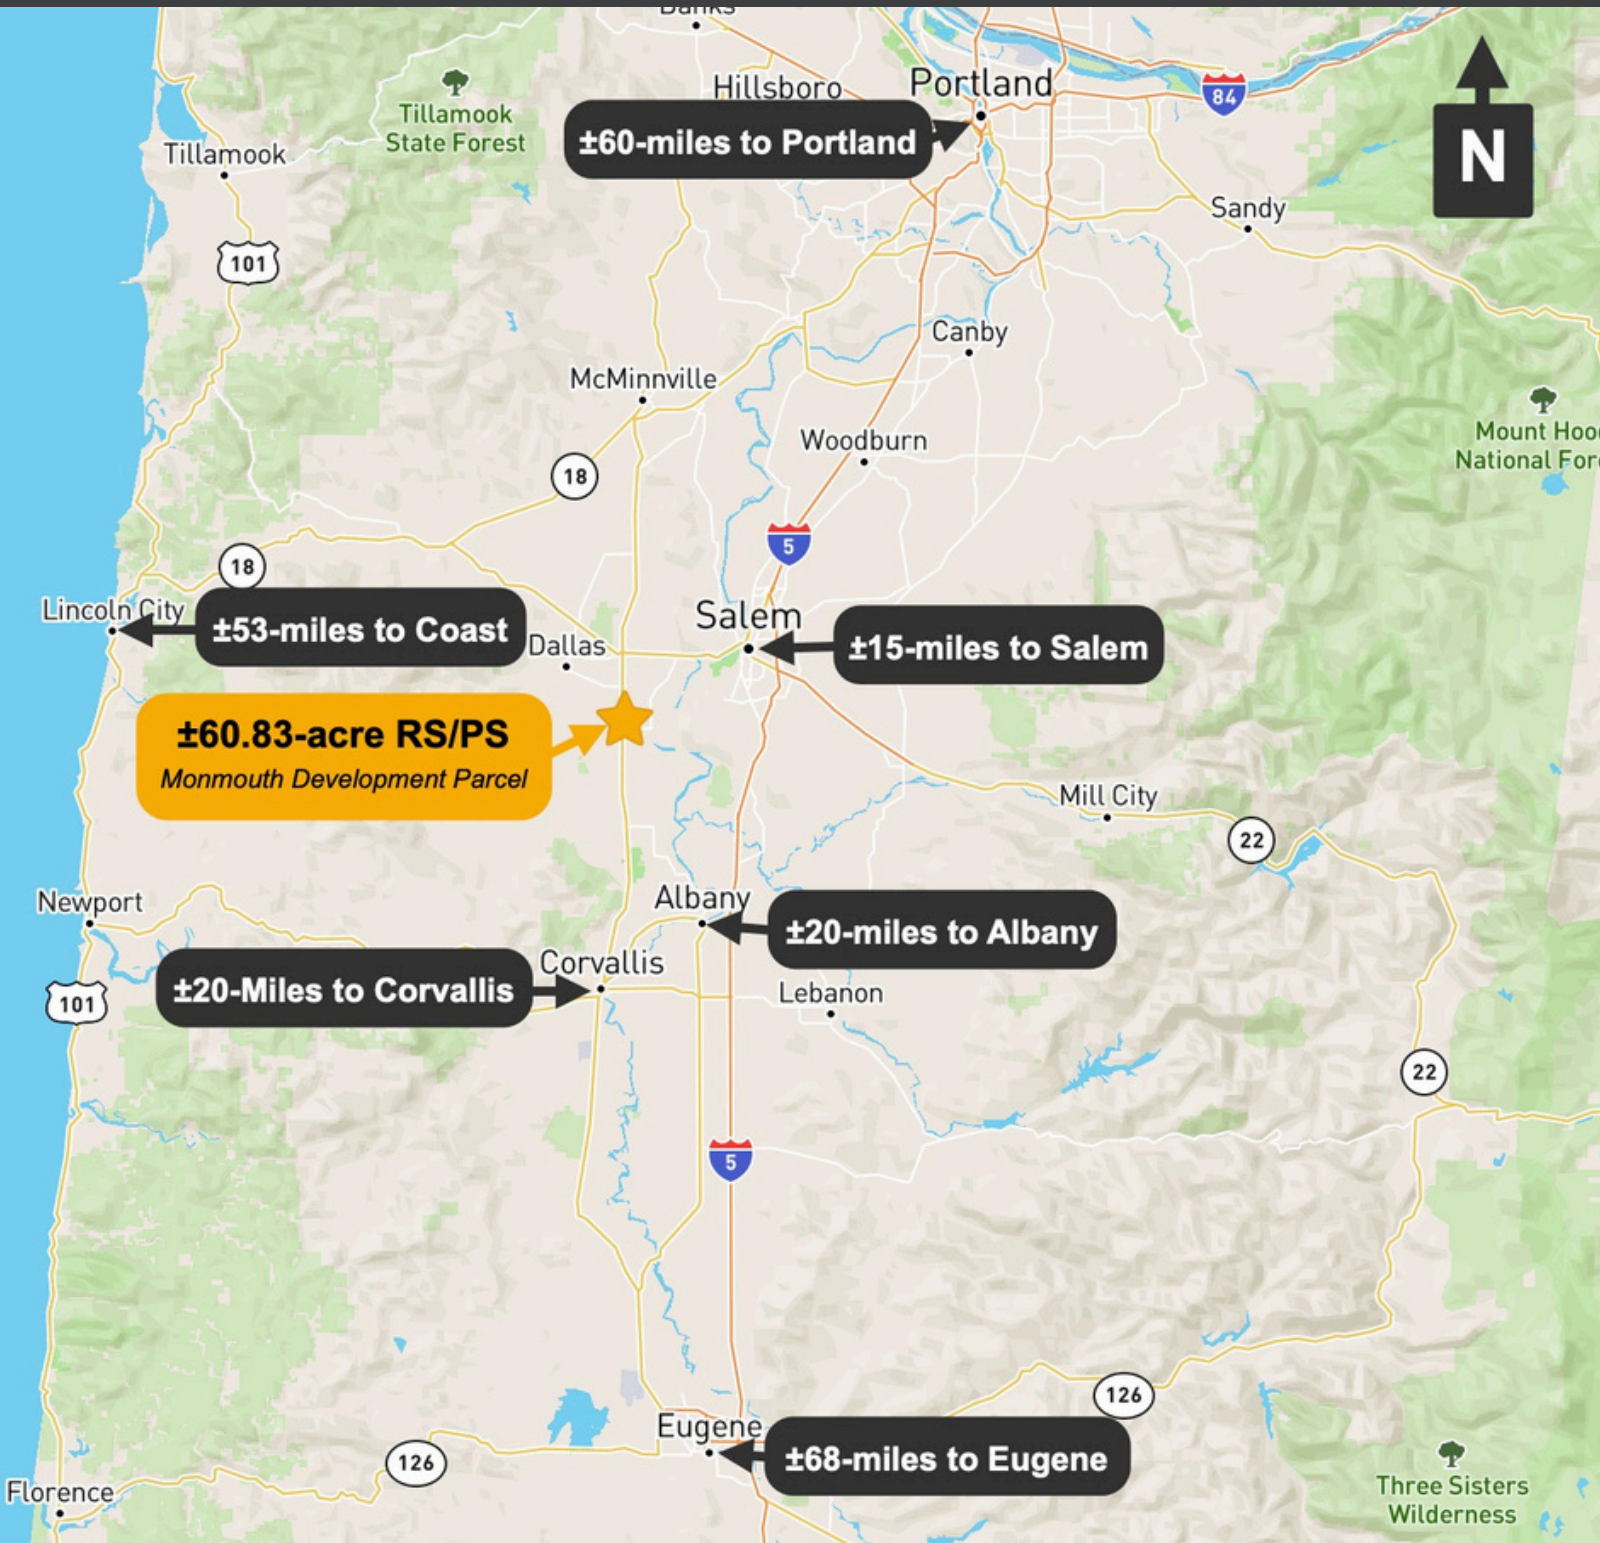 Banks
Hillsboro
Portland
84
±60-miles to Portland
Tillamook
State Forest
Tillamook
N
Sandy
101
Canby
McMinnville
Mount Hoo
National For
Woodburn
18
5
18
Lincoln City
±53-miles to Coast
Dallas
Salem
±15-miles to Salem
±60.83-acre RS/PS
Monmouth Development Parcel
Mill City
22
Newport
Albany
±20-miles to Albany
Corvallis
±20-Miles to Corvallis
101
Lebanon
22
5
126
Eugene
±68-miles to Eugene
126
Florence
Three Sisters
Wilderness